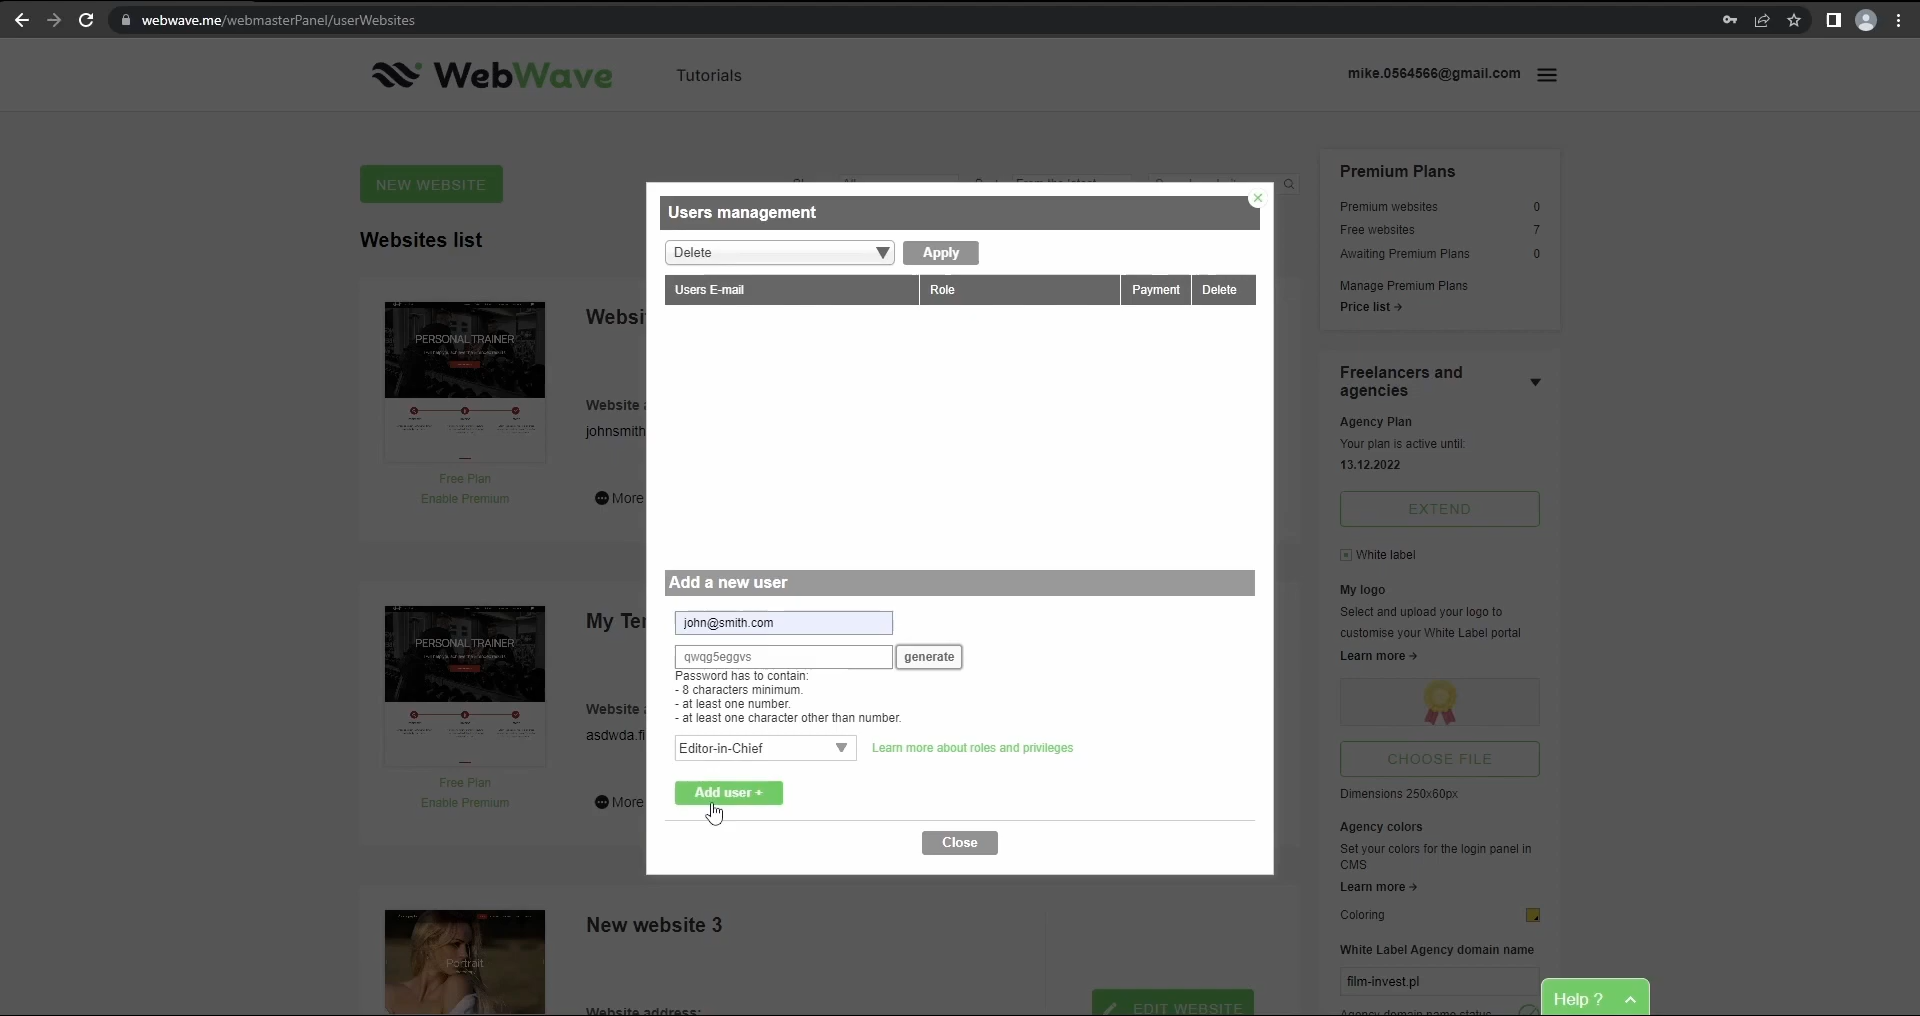 webwave.me/webmasterPanel/userWebsites
WebWave
Tutorials
mike.0564566@gmail.com
NEW WEBSITE
Websites list
PERSONAL TRAINER
Free Plan
Enable Premium
Websi
Website a
johnsmith
More
PERSONAL TRAINER
Free Plan
Enable Premium
My Ter
Website a
asdwda.fi
More
Portrait
New website 3
Website address:
EDIT WEBSITE
Users management
Delete
Apply
Users E-mail
Role
Payment
Delete
Add a new user
john@smith.com
qwqg5eggvs
generate
Password has to contain:
- 8 characters minimum.
- at least one number.
- at least one character other than number.
Editor-in-Chief
Learn more about roles and privileges
Add user +
Close
Premium Plans
Premium websites 0
Free websites 7
Awaiting Premium Plans 0
Manage Premium Plans
Price list →
Freelancers and
agencies
Agency Plan
Your plan is active until:
13.12.2022
EXTEND
White label
My logo
Select and upload your logo to
customise your White Label portal
Learn more →
CHOOSE FILE
Dimensions 250x60px
Agency colors
Set your colors for the login panel in
CMS
Learn more →
Coloring
White Label Agency domain name
film-invest.pl
Agency domain name status
Help ?